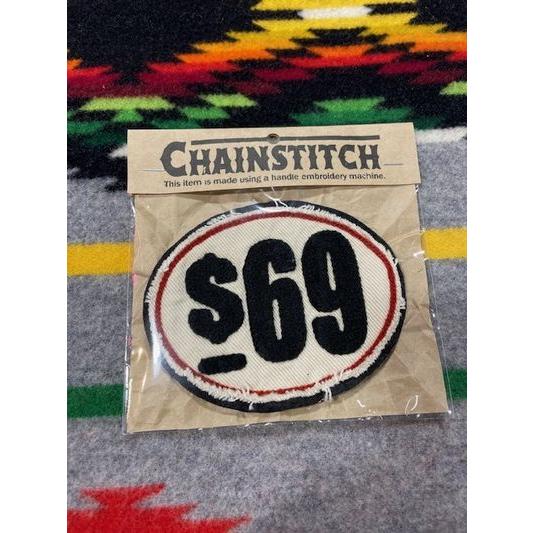 CHAINSTITCH
This item is made using a handle embroidery machine.
$69